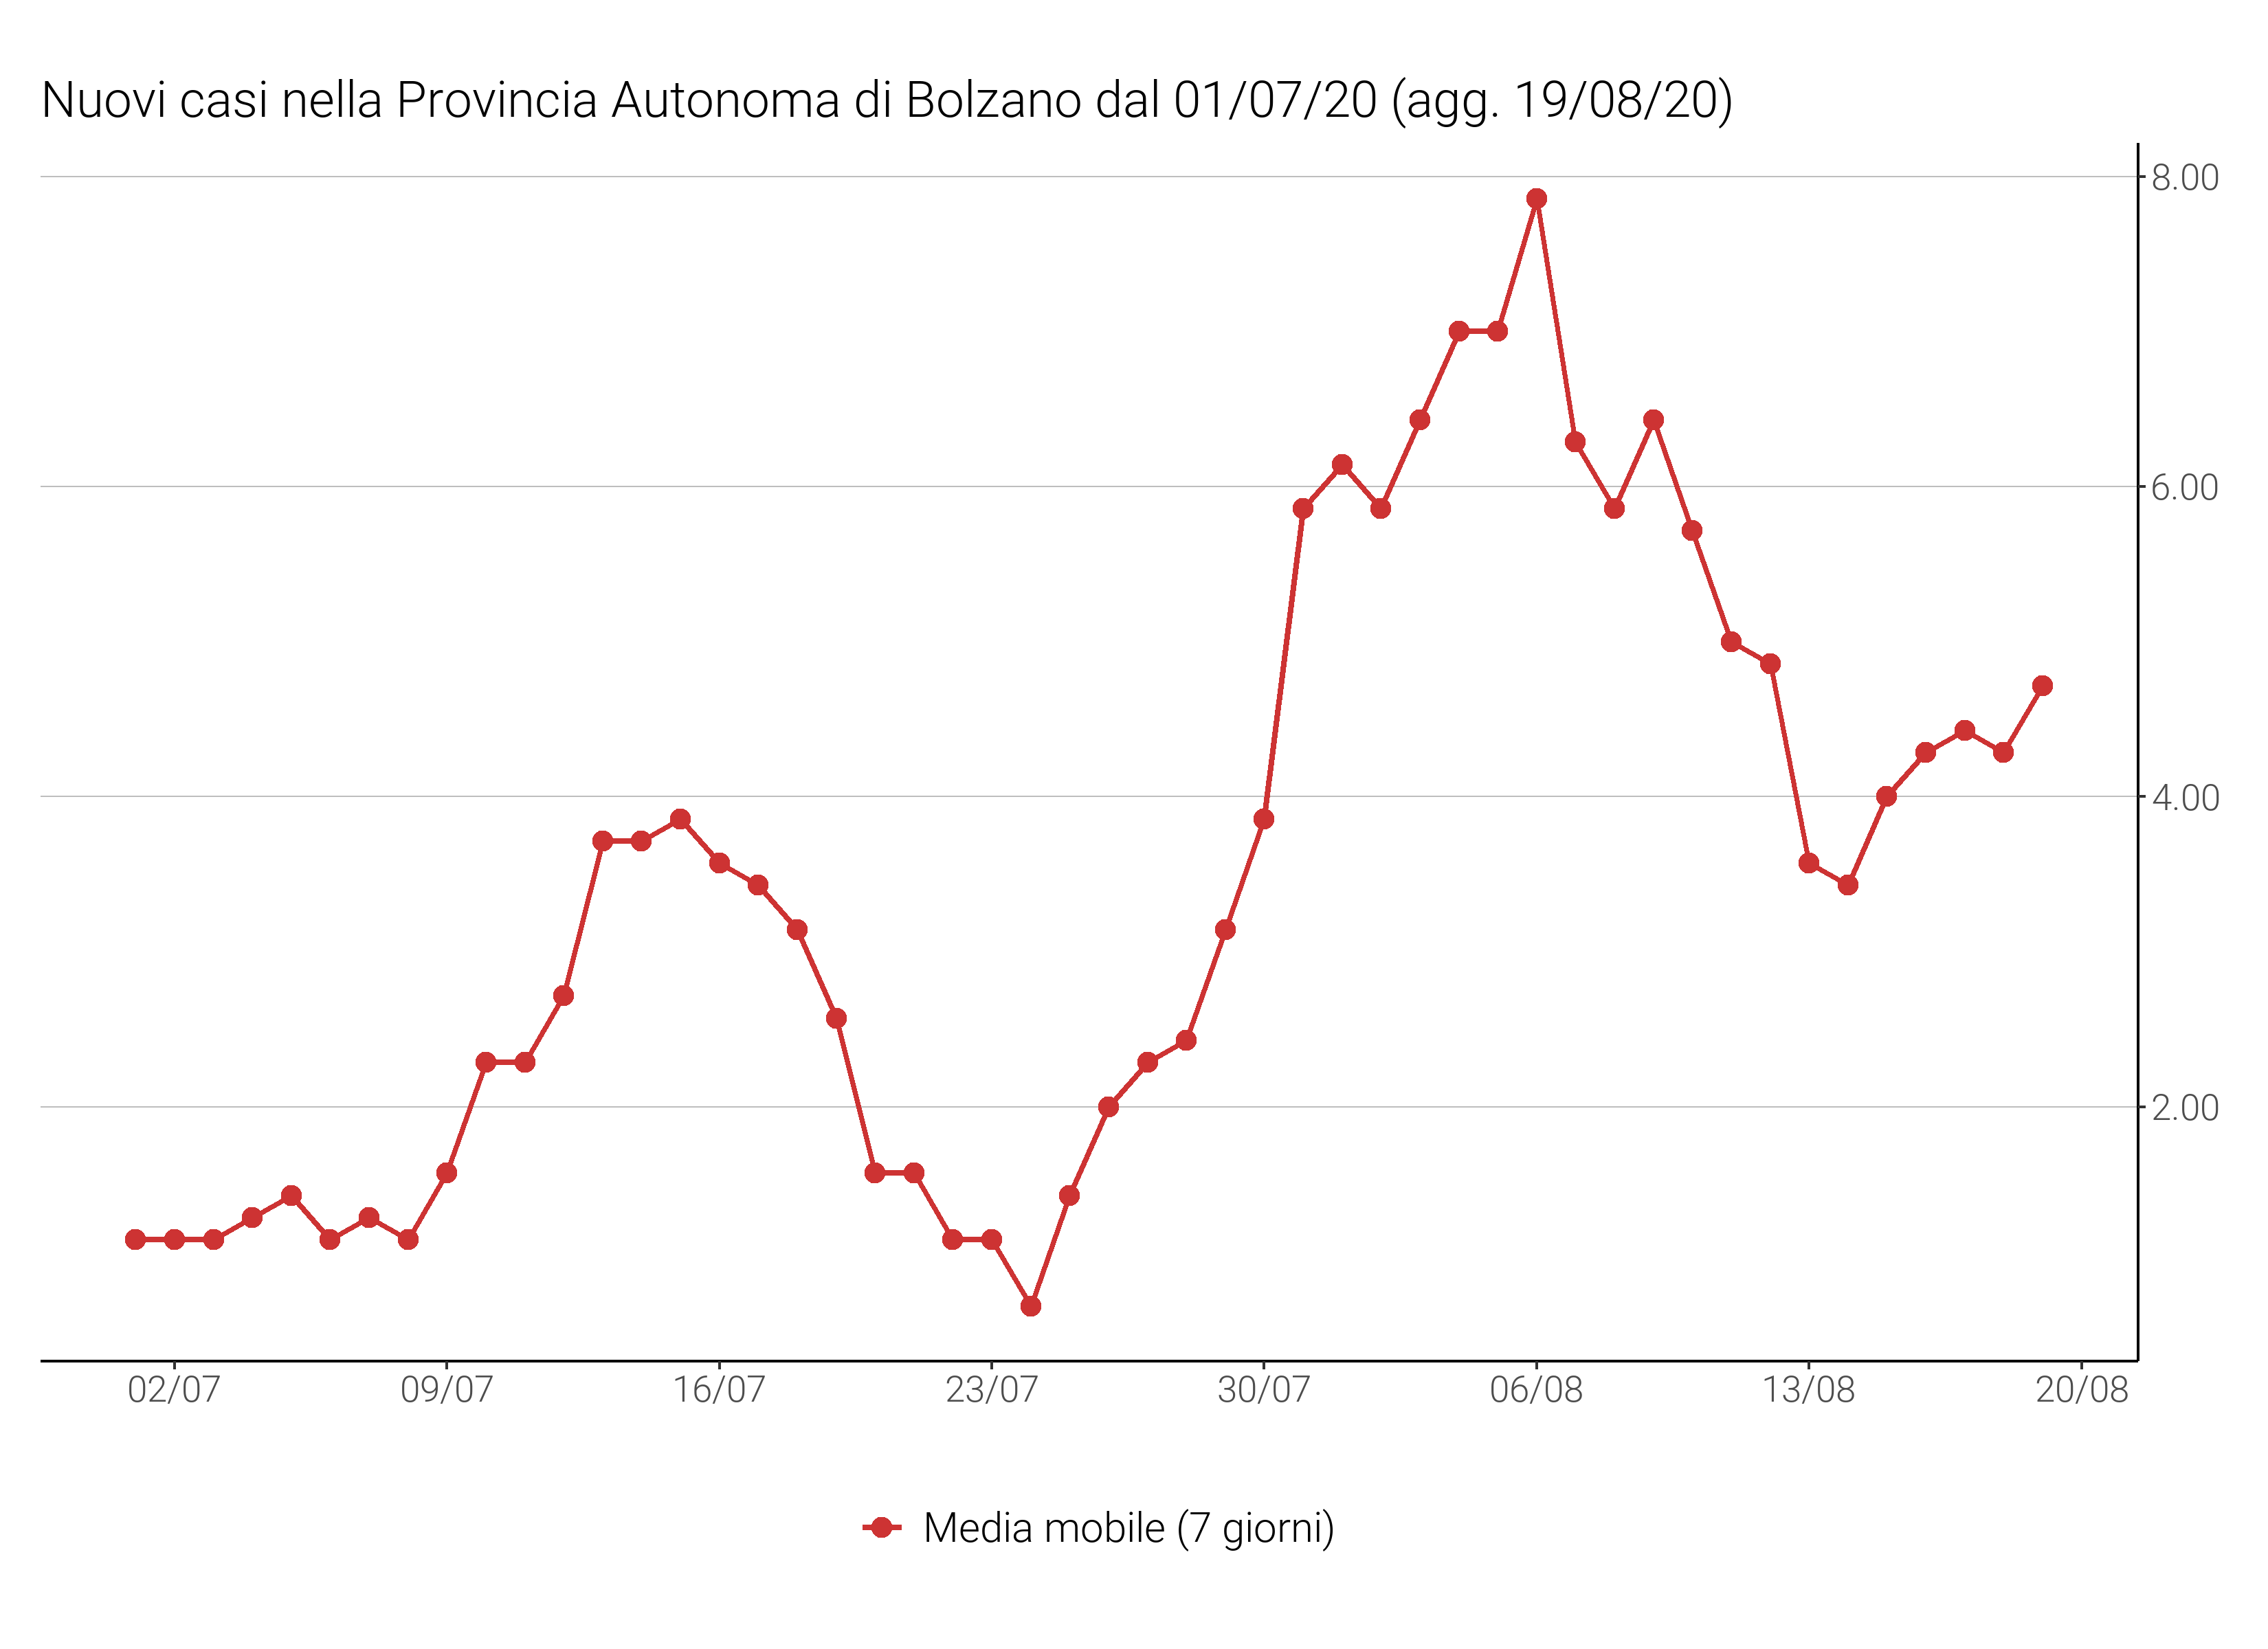 Nuovi casi nella Provincia Autonoma di Bolzano dal 01/07/20 (agg. 19/08/20)
8.00
6.00
4.00
2.00
02/07 09/07 16/07 23/07 30/07 06/08 13/08 20/08
Media mobile (7 giorni)